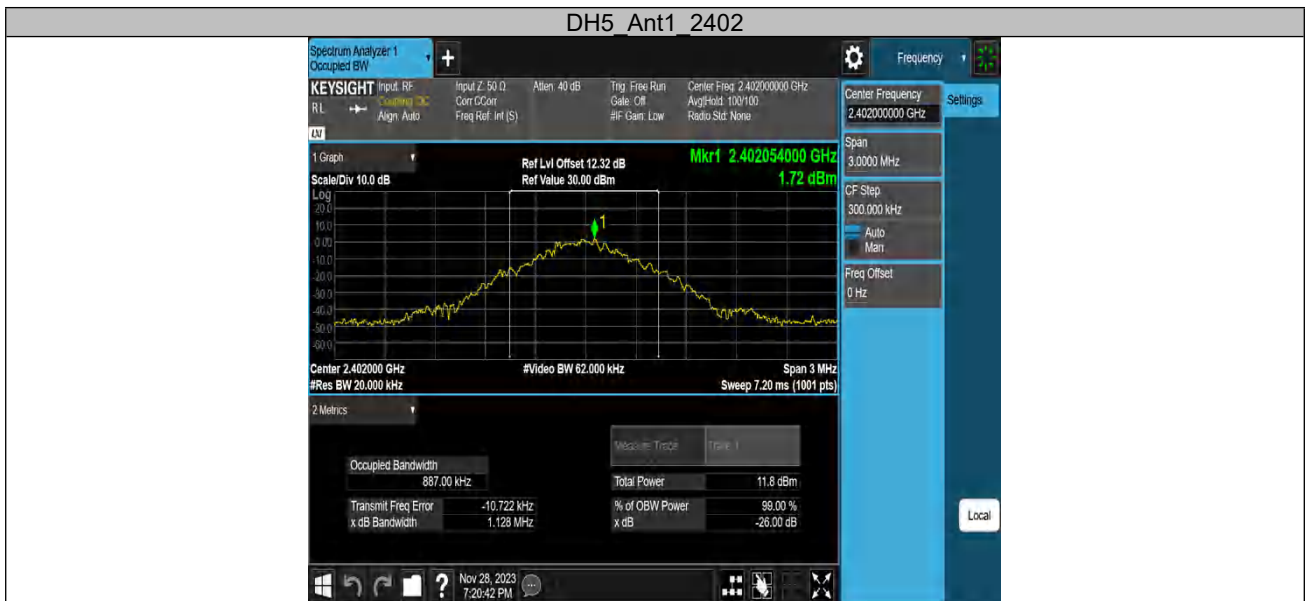 DH5_Ant1_2402
Spectrum Analyzer 1
Occupied BW
+
Frequency
KEYSIGHT
RL
Input: RF
Align: Auto
Input Z: 50 Ω
Corr CCorr
Freq Ref: Int (S)
Atten: 40 dB
Trig: Free Run
Gate: Off
#IF Gain: Low
Center Freq: 2.402000000 GHz
Avg|Hold: 100/100
Radio Std: None
LXI
1 Graph
Scale/Div 10.0 dB
Ref Lvl Offset 12.32 dB
Ref Value 30.00 dBm
Mkr1 2.402054000 GHz
1.72 dBm
Log
20.0
10.0
0.00
-10.0
-20.0
-30.0
-40.0
-50.0
-60.0
1
Center 2.402000 GHz
#Res BW 20.000 kHz
#Video BW 62.000 kHz
Span 3 MHz
Sweep 7.20 ms (1001 pts)
2 Metrics
Measure Trace
Trace 1
Occupied Bandwidth
887.00 kHz
Total Power 11.8 dBm
Transmit Freq Error -10.722 kHz
% of OBW Power 99.00 %
x dB Bandwidth 1.128 MHz
x dB -26.00 dB
Center Frequency
2.402000000 GHz
Settings
Span
3.0000 MHz
CF Step
300.000 kHz
Auto
Man
Freq Offset
0 Hz
Local
?
Nov 28, 2023
7:20:42 PM